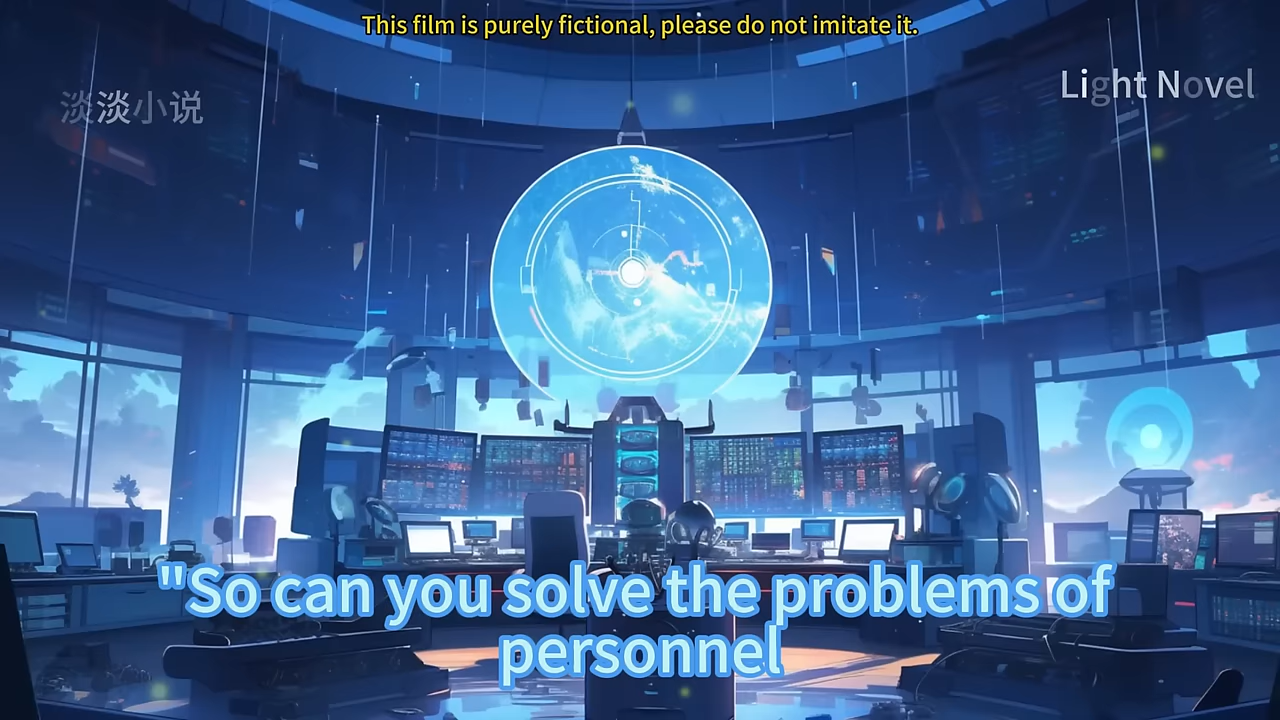 This film is purely fictional, please do not imitate it.
淡淡小说
Light Novel
"So can you solve the problems of
personnel